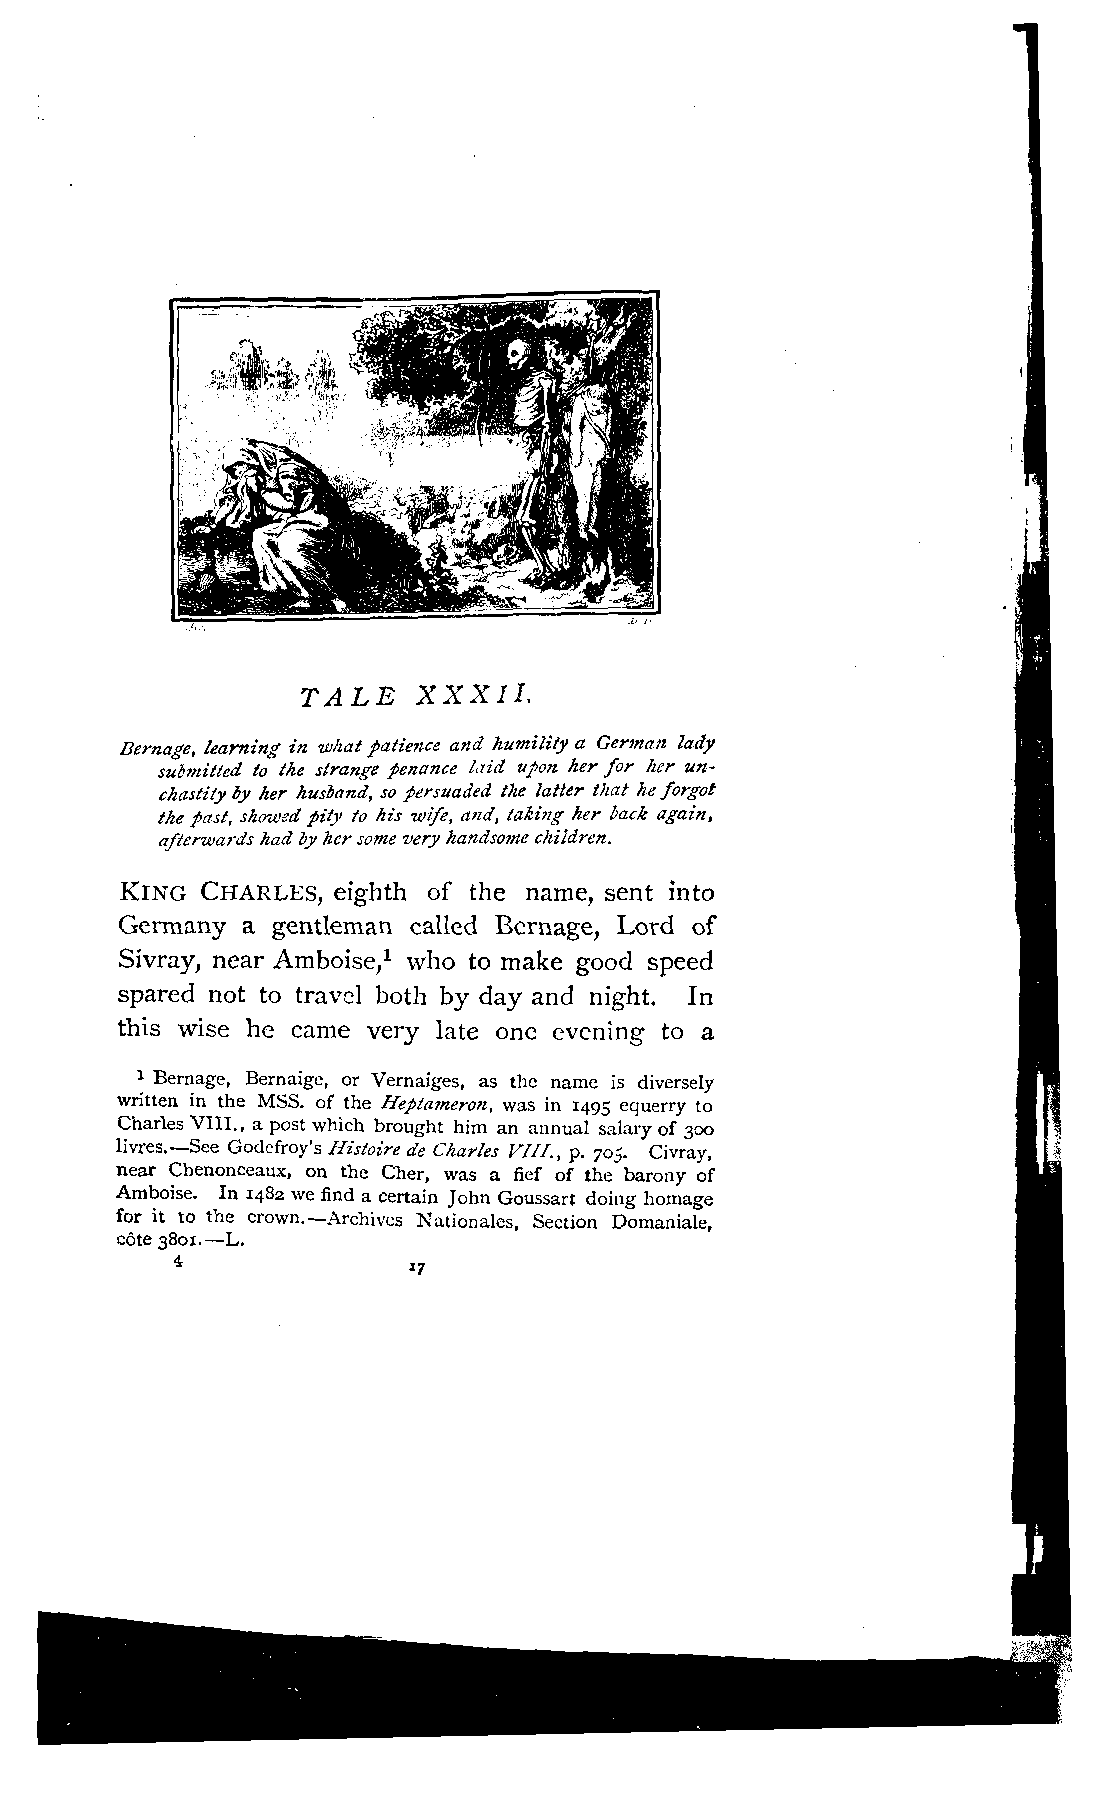 TALE XXXII.
Bernage, learning in what patience and humility a German lady
submitted to the strange penance laid upon her for her un-
chastity by her husband, so persuaded the latter that he forgot
the past, showed pity to his wife, and, taking her back again,
afterwards had by her some very handsome children.
KING CHARLES, eighth of the name, sent into
Germany a gentleman called Bernage, Lord of
Sivray, near Amboise,¹ who to make good speed
spared not to travel both by day and night. In
this wise he came very late one evening to a
¹ Bernage, Bernaige, or Vernaiges, as the name is diversely
written in the MSS. of the Heptameron, was in 1495 equerry to
Charles VIII., a post which brought him an annual salary of 300
livres.—See Godefroy's Histoire de Charles VIII., p. 705. Civray,
near Chenonceaux, on the Cher, was a fief of the barony of
Amboise. In 1482 we find a certain John Goussart doing homage
for it to the crown.—Archives Nationales, Section Domaniale,
côte 3801.—L.
4 17